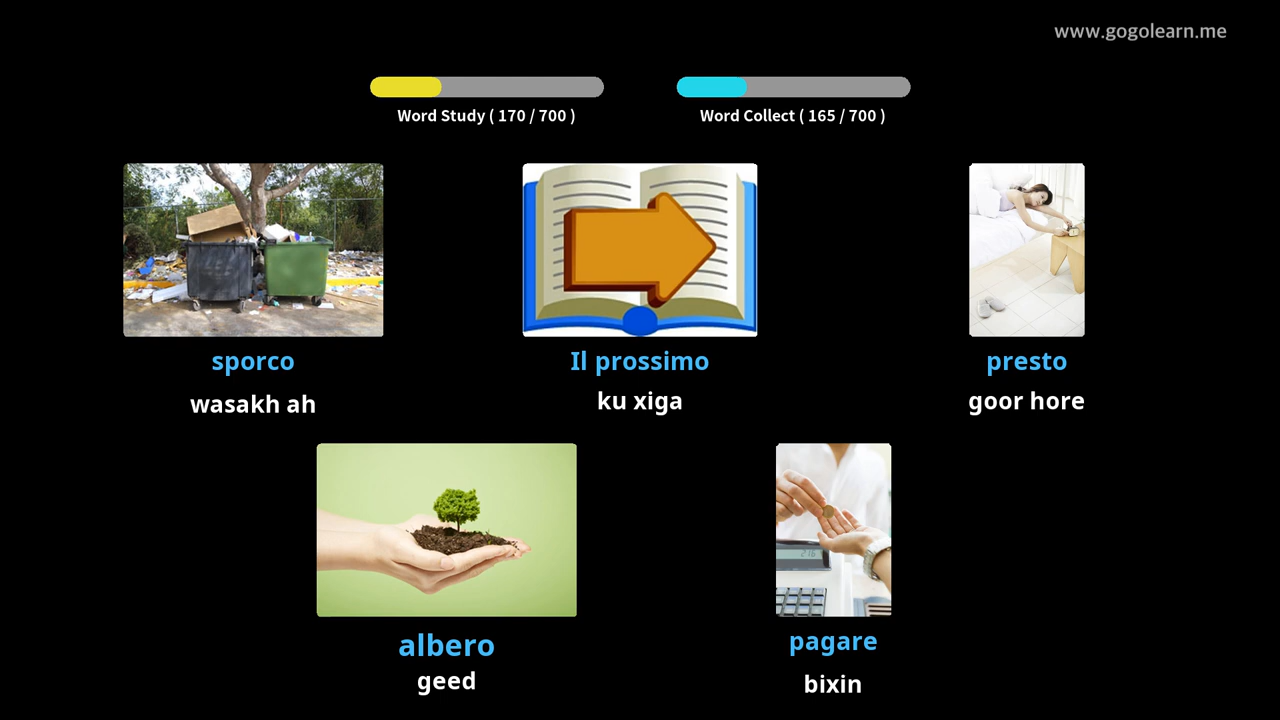 www.gogolearn.me
Word Study ( 170 / 700 )
Word Collect ( 165 / 700 )
sporco
wasakh ah
Il prossimo
ku xiga
presto
goor hore
albero
geed
pagare
bixin